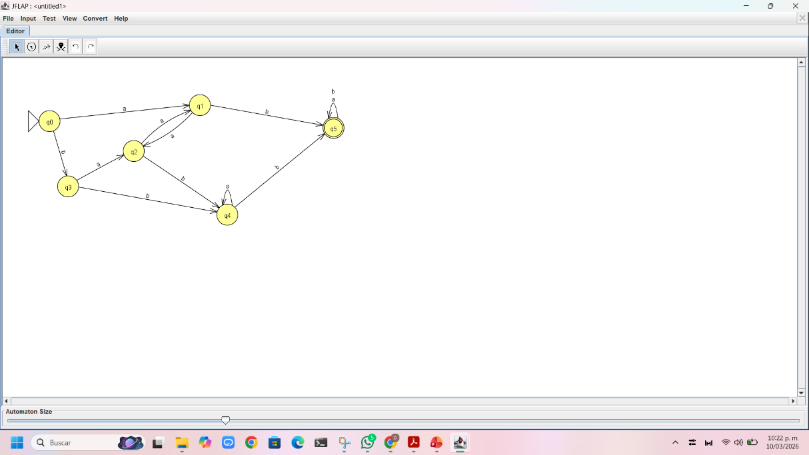 JFLAP : <untitled1>
File Input Test View Convert Help
Editor
b
a
a
b
q1
q0
q5
a
a
b
q2
a
b
b
b
a
q3
b
q4
Automaton Size
Buscar
10:22 p. m.
10/03/2026